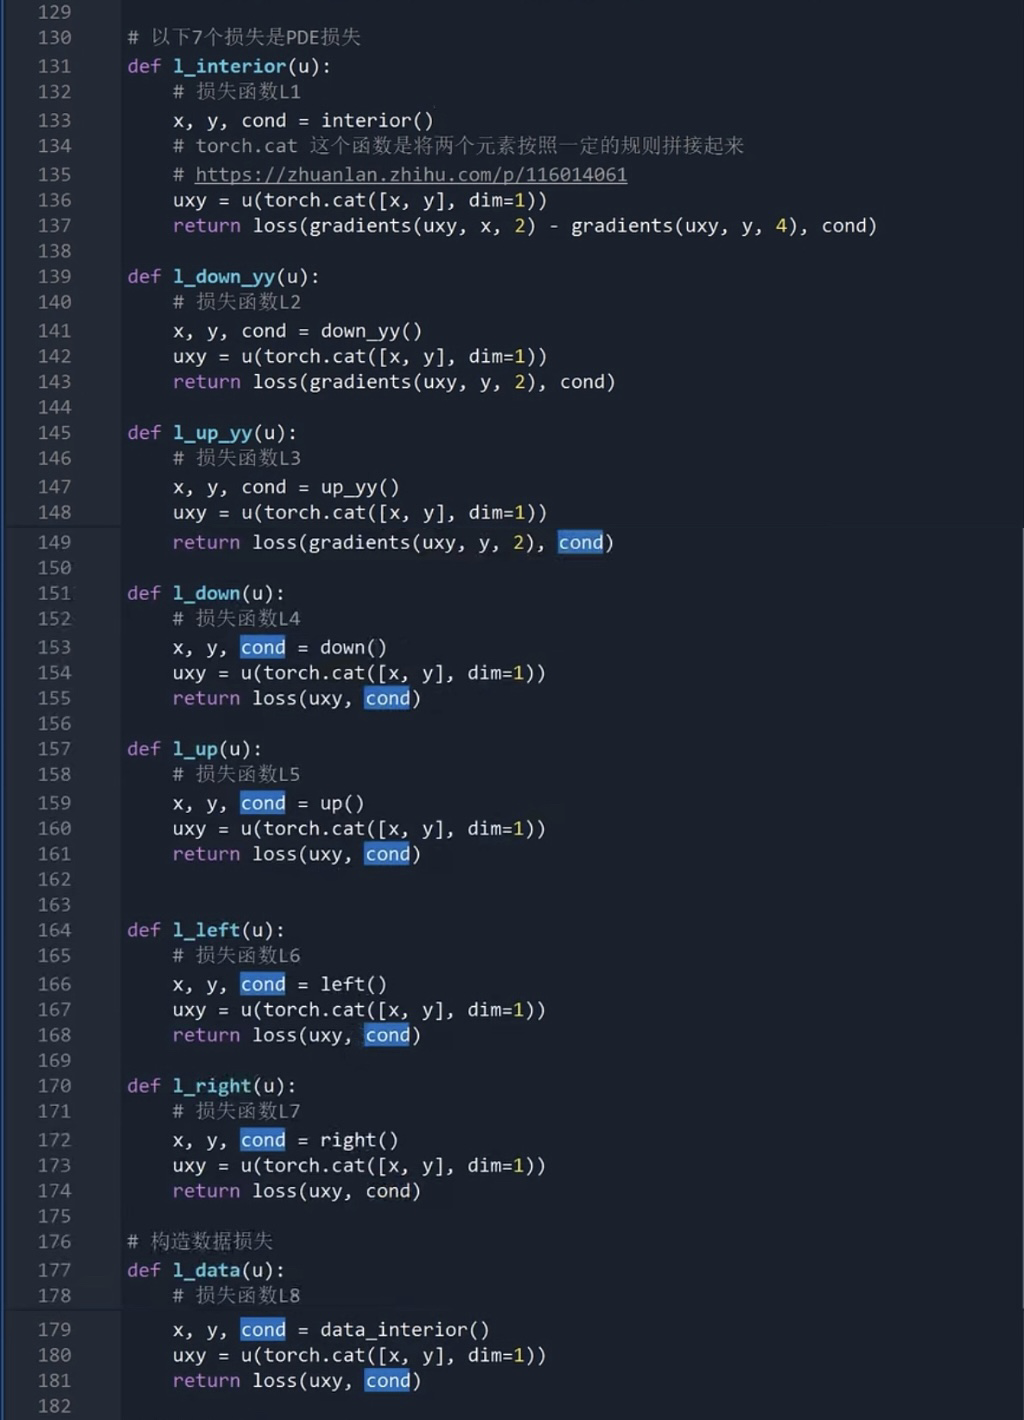 129
130 # 以下7个损失是PDE损失
131 def l_interior(u):
132 # 损失函数L1
133 x, y, cond = interior()
134 # torch.cat 这个函数是将两个元素按照一定的规则拼接起来
135 # https://zhuanlan.zhihu.com/p/116014061
136 uxy = u(torch.cat([x, y], dim=1))
137 return loss(gradients(uxy, x, 2) - gradients(uxy, y, 4), cond)
138
139 def l_down_yy(u):
140 # 损失函数L2
141 x, y, cond = down_yy()
142 uxy = u(torch.cat([x, y], dim=1))
143 return loss(gradients(uxy, y, 2), cond)
144
145 def l_up_yy(u):
146 # 损失函数L3
147 x, y, cond = up_yy()
148 uxy = u(torch.cat([x, y], dim=1))
149 return loss(gradients(uxy, y, 2), cond)
150
151 def l_down(u):
152 # 损失函数L4
153 x, y, cond = down()
154 uxy = u(torch.cat([x, y], dim=1))
155 return loss(uxy, cond)
156
157 def l_up(u):
158 # 损失函数L5
159 x, y, cond = up()
160 uxy = u(torch.cat([x, y], dim=1))
161 return loss(uxy, cond)
162
163
164 def l_left(u):
165 # 损失函数L6
166 x, y, cond = left()
167 uxy = u(torch.cat([x, y], dim=1))
168 return loss(uxy, cond)
169
170 def l_right(u):
171 # 损失函数L7
172 x, y, cond = right()
173 uxy = u(torch.cat([x, y], dim=1))
174 return loss(uxy, cond)
175
176 # 构造数据损失
177 def l_data(u):
178 # 损失函数L8
179 x, y, cond = data_interior()
180 uxy = u(torch.cat([x, y], dim=1))
181 return loss(uxy, cond)
182